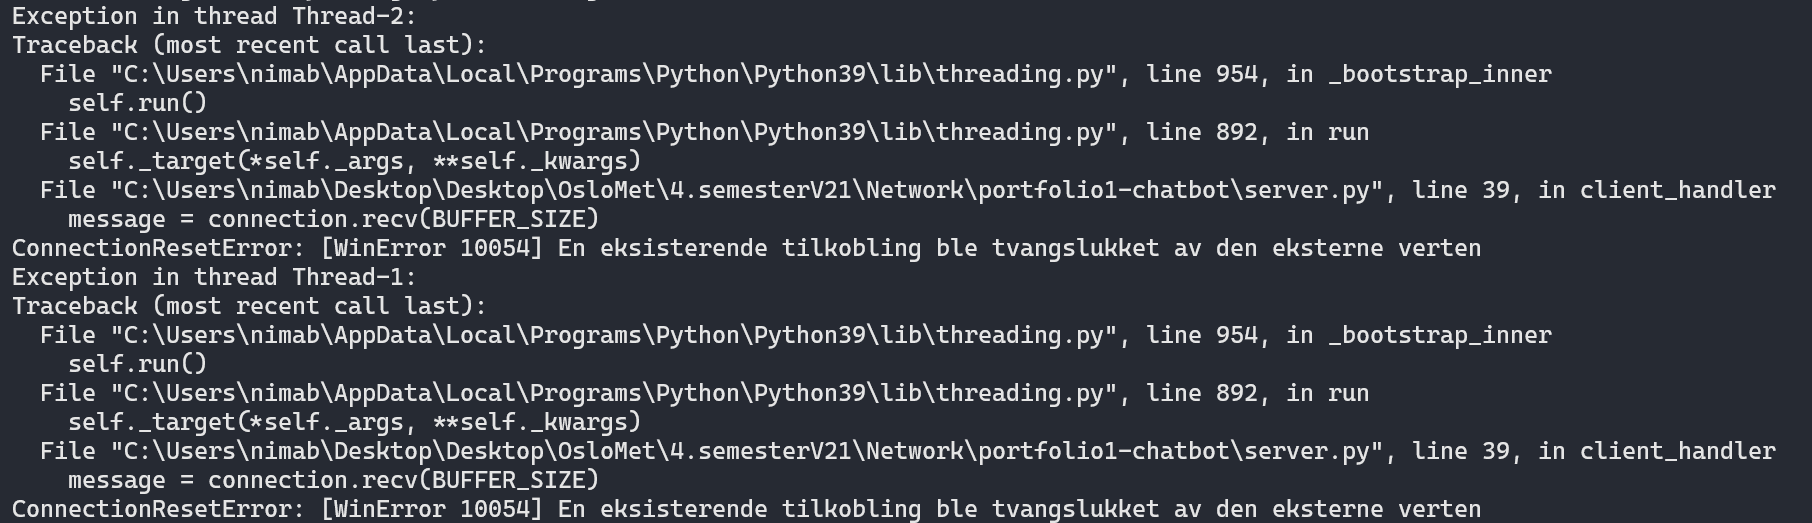 Exception in thread Thread-2:
Traceback (most recent call last):
  File "C:\Users\nimab\AppData\Local\Programs\Python\Python39\lib\threading.py", line 954, in _bootstrap_inner
    self.run()
  File "C:\Users\nimab\AppData\Local\Programs\Python\Python39\lib\threading.py", line 892, in run
    self._target(*self._args, **self._kwargs)
  File "C:\Users\nimab\Desktop\Desktop\OsloMet\4.semesterV21\Network\portfolio1-chatbot\server.py", line 39, in client_handler
    message = connection.recv(BUFFER_SIZE)
ConnectionResetError: [WinError 10054] En eksisterende tilkobling ble tvangslukket av den eksterne verten
Exception in thread Thread-1:
Traceback (most recent call last):
  File "C:\Users\nimab\AppData\Local\Programs\Python\Python39\lib\threading.py", line 954, in _bootstrap_inner
    self.run()
  File "C:\Users\nimab\AppData\Local\Programs\Python\Python39\lib\threading.py", line 892, in run
    self._target(*self._args, **self._kwargs)
  File "C:\Users\nimab\Desktop\Desktop\OsloMet\4.semesterV21\Network\portfolio1-chatbot\server.py", line 39, in client_handler
    message = connection.recv(BUFFER_SIZE)
ConnectionResetError: [WinError 10054] En eksisterende tilkobling ble tvangslukket av den eksterne verten